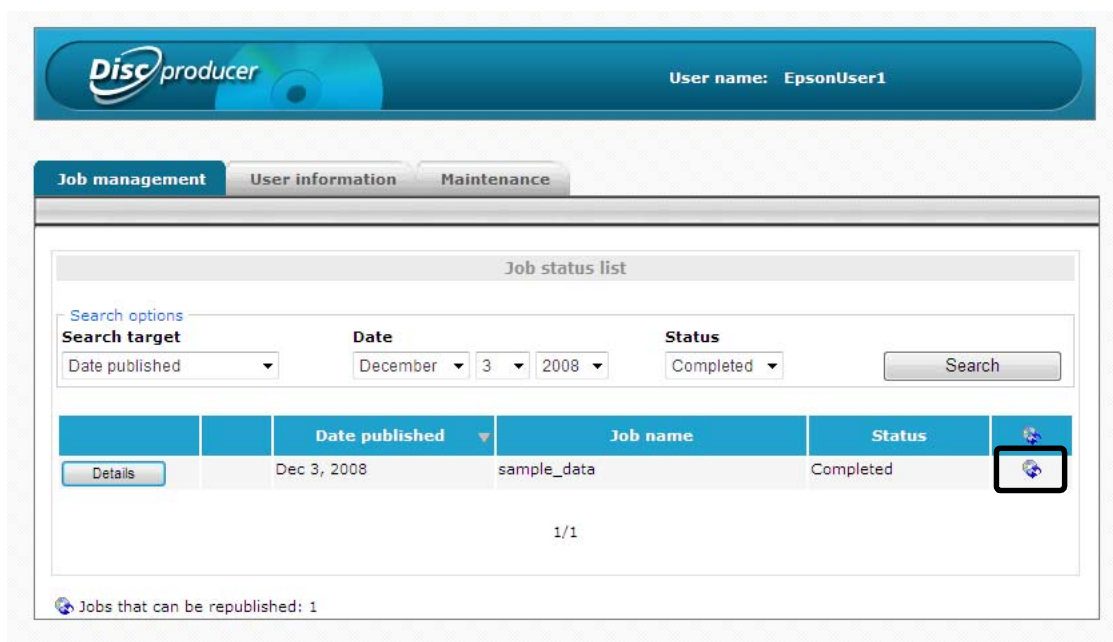 Disc producer
User name: EpsonUser1
Job management User information Maintenance
Job status list
Search options
Search target Date Status
Date published December 3 2008 Completed Search
Date published Job name Status
Details Dec 3, 2008 sample_data Completed
1/1
Jobs that can be republished: 1